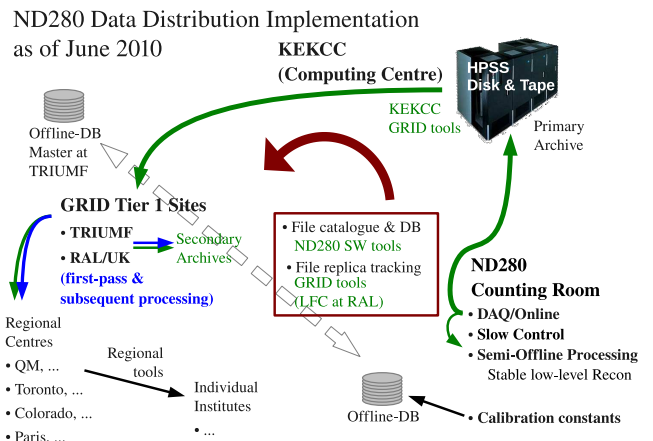 ND280 Data Distribution Implementation
as of June 2010
KEKCC
(Computing Centre)
HPSS
Disk & Tape
KEKCC
GRID tools
Primary
Archive
Offline-DB
Master at
TRIUMF
GRID Tier 1 Sites
• TRIUMF
• RAL/UK
(first-pass &
subsequent processing)
Secondary
Archives
• File catalogue & DB
ND280 SW tools
• File replica tracking
GRID tools
(LFC at RAL)
ND280
Counting Room
• DAQ/Online
• Slow Control
• Semi-Offline Processing
Stable low-level Recon
Regional
Centres
• QM, ...
• Toronto, ...
• Colorado, ...
• Paris, ...
Regional
tools
Individual
Institutes
• ...
Offline-DB
• Calibration constants